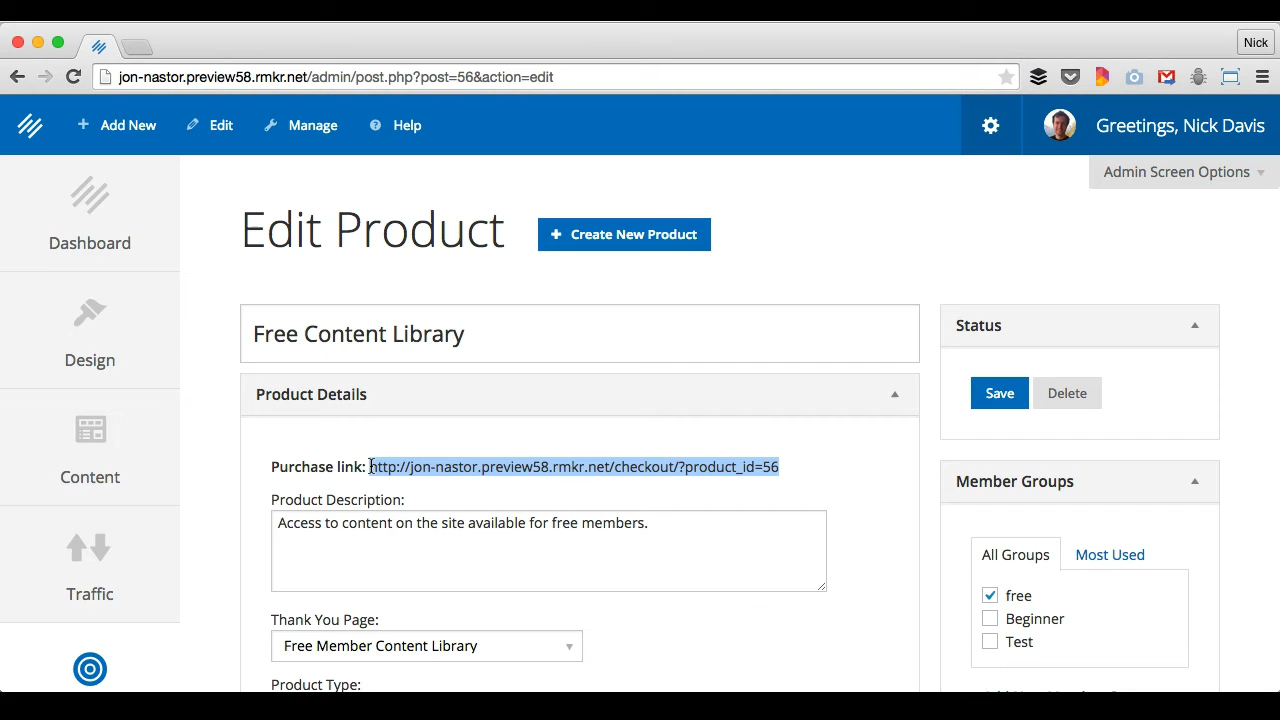 Nick
jon-nastor.preview58.rmkr.net/admin/post.php?post=56&action=edit
Add New
Edit
Manage
Help
Greetings, Nick Davis
Admin Screen Options
Dashboard
Design
Content
Traffic
Edit Product
+ Create New Product
Free Content Library
Product Details
Purchase link: http://jon-nastor.preview58.rmkr.net/checkout/?product_id=56
Product Description:
Access to content on the site available for free members.
Thank You Page:
Free Member Content Library
Product Type:
Status
Save
Delete
Member Groups
All Groups
Most Used
free
Beginner
Test